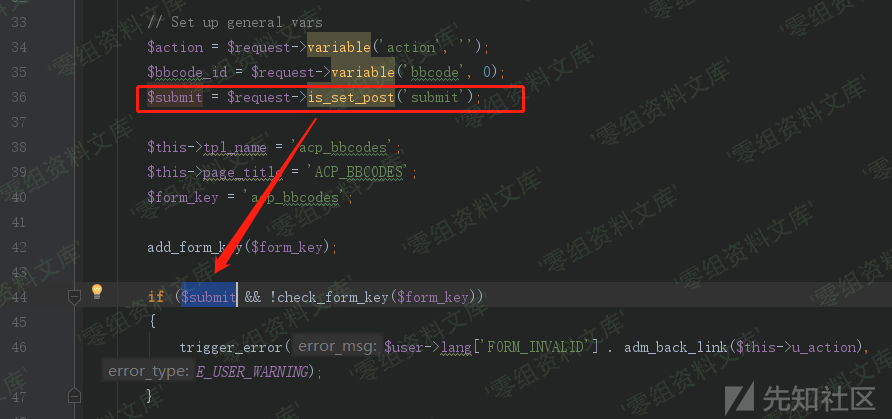 33 // Set up general vars
34 $action = $request->variable('action', '');
35 $bbcode_id = $request->variable('bbcode', 0);
36 $submit = $request->is_set_post('submit');
37
38 $this->tpl_name = 'acp_bbcodes';
39 $this->page_title = 'ACP_BBCODES';
40 $form_key = 'acp_bbcodes';
41
42 add_form_key($form_key);
43
44 if ($submit && !check_form_key($form_key))
45 {
46 trigger_error( error_msg: $user->lang['FORM_INVALID'] . adm_back_link($this->u_action),
error_type: E_USER_WARNING);
47 }
'零组资料文库'
先知社区